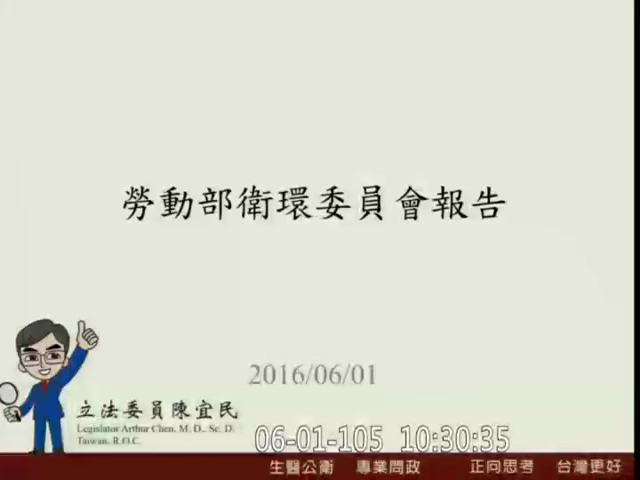 勞動部衛環委員會報告
2016/06/01
立法委員陳宜民
Legislator Arthur Chen, M. D., Sc. D.
Taiwan, R.O.C.
06-01-105 10:30:35
生醫公衛 專業問政 正向思考 台灣更好